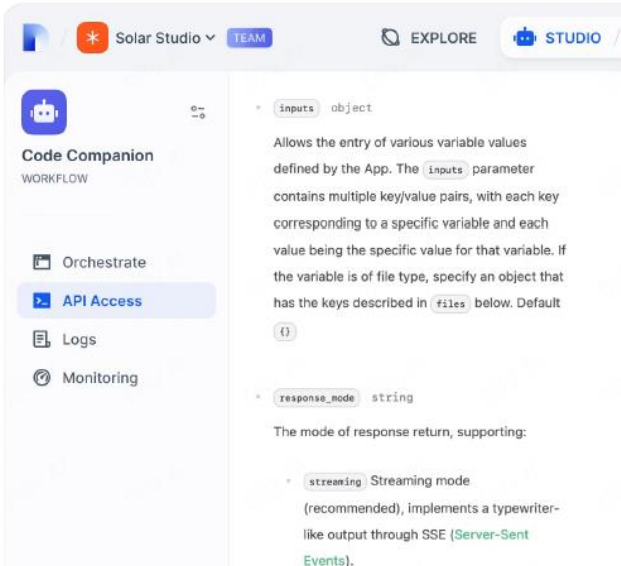 Solar Studio TEAM EXPLORE STUDIO /
Code Companion
WORKFLOW
Orchestrate
API Access
Logs
Monitoring
inputs object
Allows the entry of various variable values
defined by the App. The inputs parameter
contains multiple key/value pairs, with each key
corresponding to a specific variable and each
value being the specific value for that variable. If
the variable is of file type, specify an object that
has the keys described in files below. Default
{}
response_mode string
The mode of response return, supporting:
streaming Streaming mode
(recommended), implements a typewriter-
like output through SSE (Server-Sent
Events).